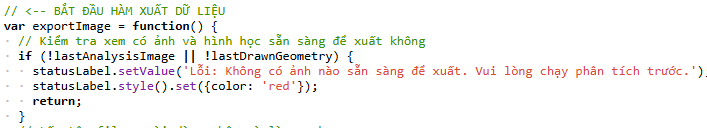 // <-- BẮT ĐẦU HÀM XUẤT DỮ LIỆU
var exportImage = function() {
// Kiểm tra xem có ảnh và hình học sẵn sàng để xuất không
if (!lastAnalysisImage || !lastDrawnGeometry) {
statusLabel.setValue('Lỗi: Không có ảnh nào sẵn sàng để xuất. Vui lòng chạy phân tích trước.')
statusLabel.style().set({color: 'red'});
return;
}